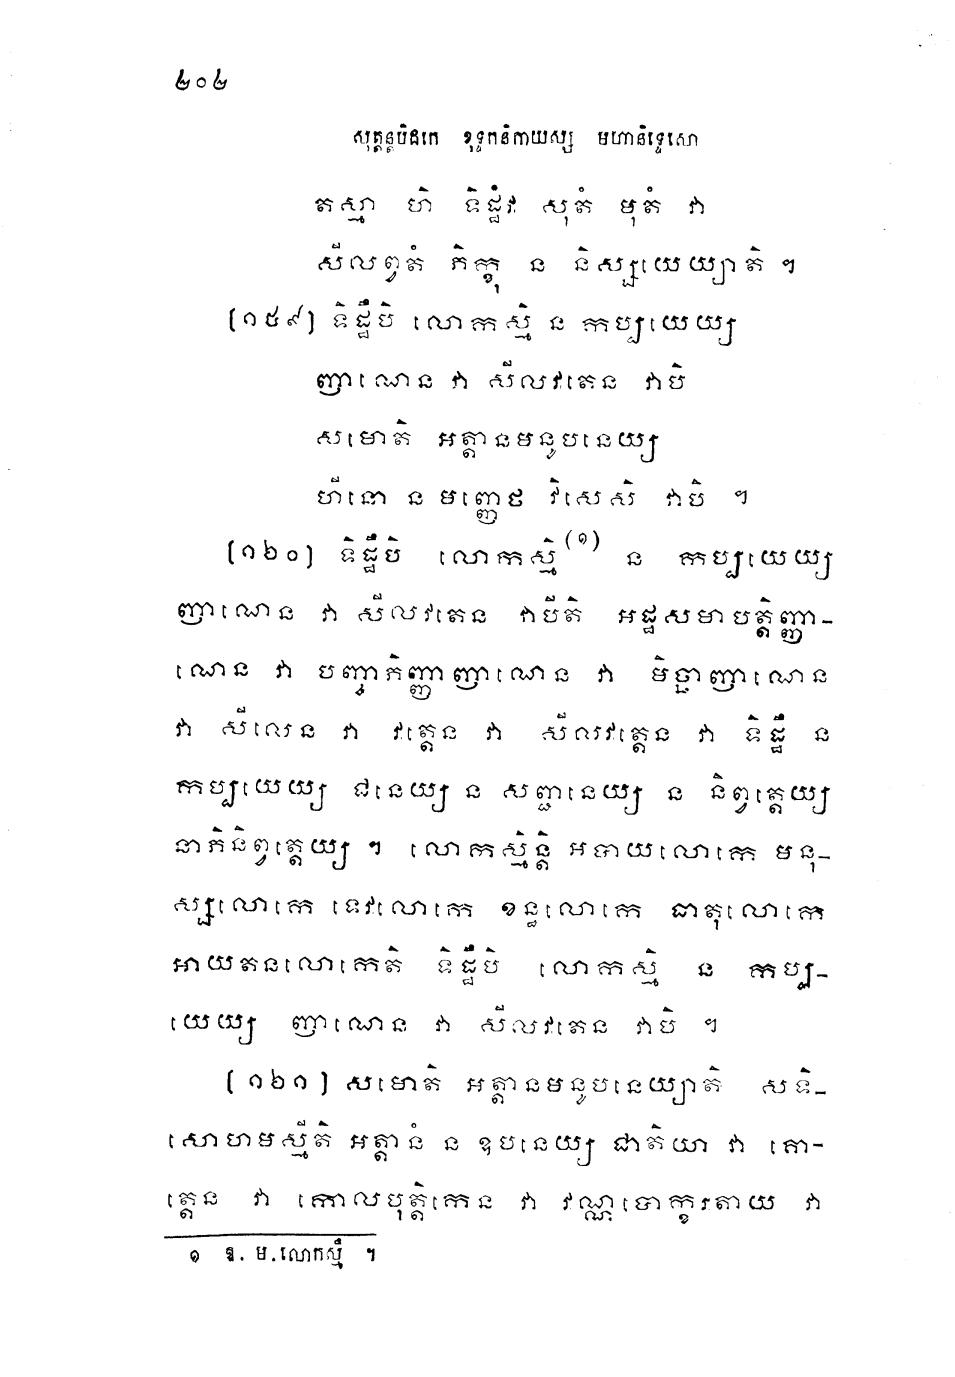 ២០២
សុត្តន្តបិដកេ ខុទ្ទកនិកាយស្ស មហានិទ្ទេសោ
តស្មា ហិ ទិដ្ឋំវ សុតំ មុតំ វា
សីលព្វតំ ភិក្ខុ ន និស្សយេយ្យាតិ ។
[១៥៩] ទិដ្ឋឹបិ លោកស្មិ ន កប្បយេយ្យ
ញាណេន វា សីលវតេន វាបិ
សមោតិ អត្តានមនូបនេយ្យ
ហីនោ ន មញ្ញេថ វិសេសិ វាបិ ។
[១៦០] ទិដ្ឋឹបិ លោកស្មិ(១) ន កប្បយេយ្យ
ញាណេន វា សីលវតេន វាបីតិ អដ្ឋសមាបត្តិញ្ញា-
ណេន វា បញ្ចាភិញ្ញាញាណេន វា មិច្ឆាញាណេន
វា សីលេន វា វត្តេន វា សីលវត្តេន វា ទិដ្ឋឹ ន
កប្បយេយ្យ ជនេយ្យ ន សញ្ជនេយ្យ ន និព្វត្តេយ្យ
នាភិនិព្វត្តេយ្យ ។ លោកស្មិន្តិ អបាយលោកេ មនុ-
ស្សលោកេ ទេវលោកេ ខន្ធលោកេ ធាតុលោកេ
អាយតនលោកេតិ ទិដ្ឋឹបិ លោកស្មិ ន កប្ប-
យេយ្យ ញាណេន វា សីលវតេន វាបិ ។
[១៦១] សមោតិ អត្តានមនូបនេយ្យាតិ សទិ-
សោហមស្មីតិ អត្តានំ ន ឧបនេយ្យ ជាតិយា វា គោ-
ត្តេន វា កោលបុត្តិកេន វា វណ្ណបោក្ខរតាយ វា
១ ឱ. ម. លោកស្មឹ ។